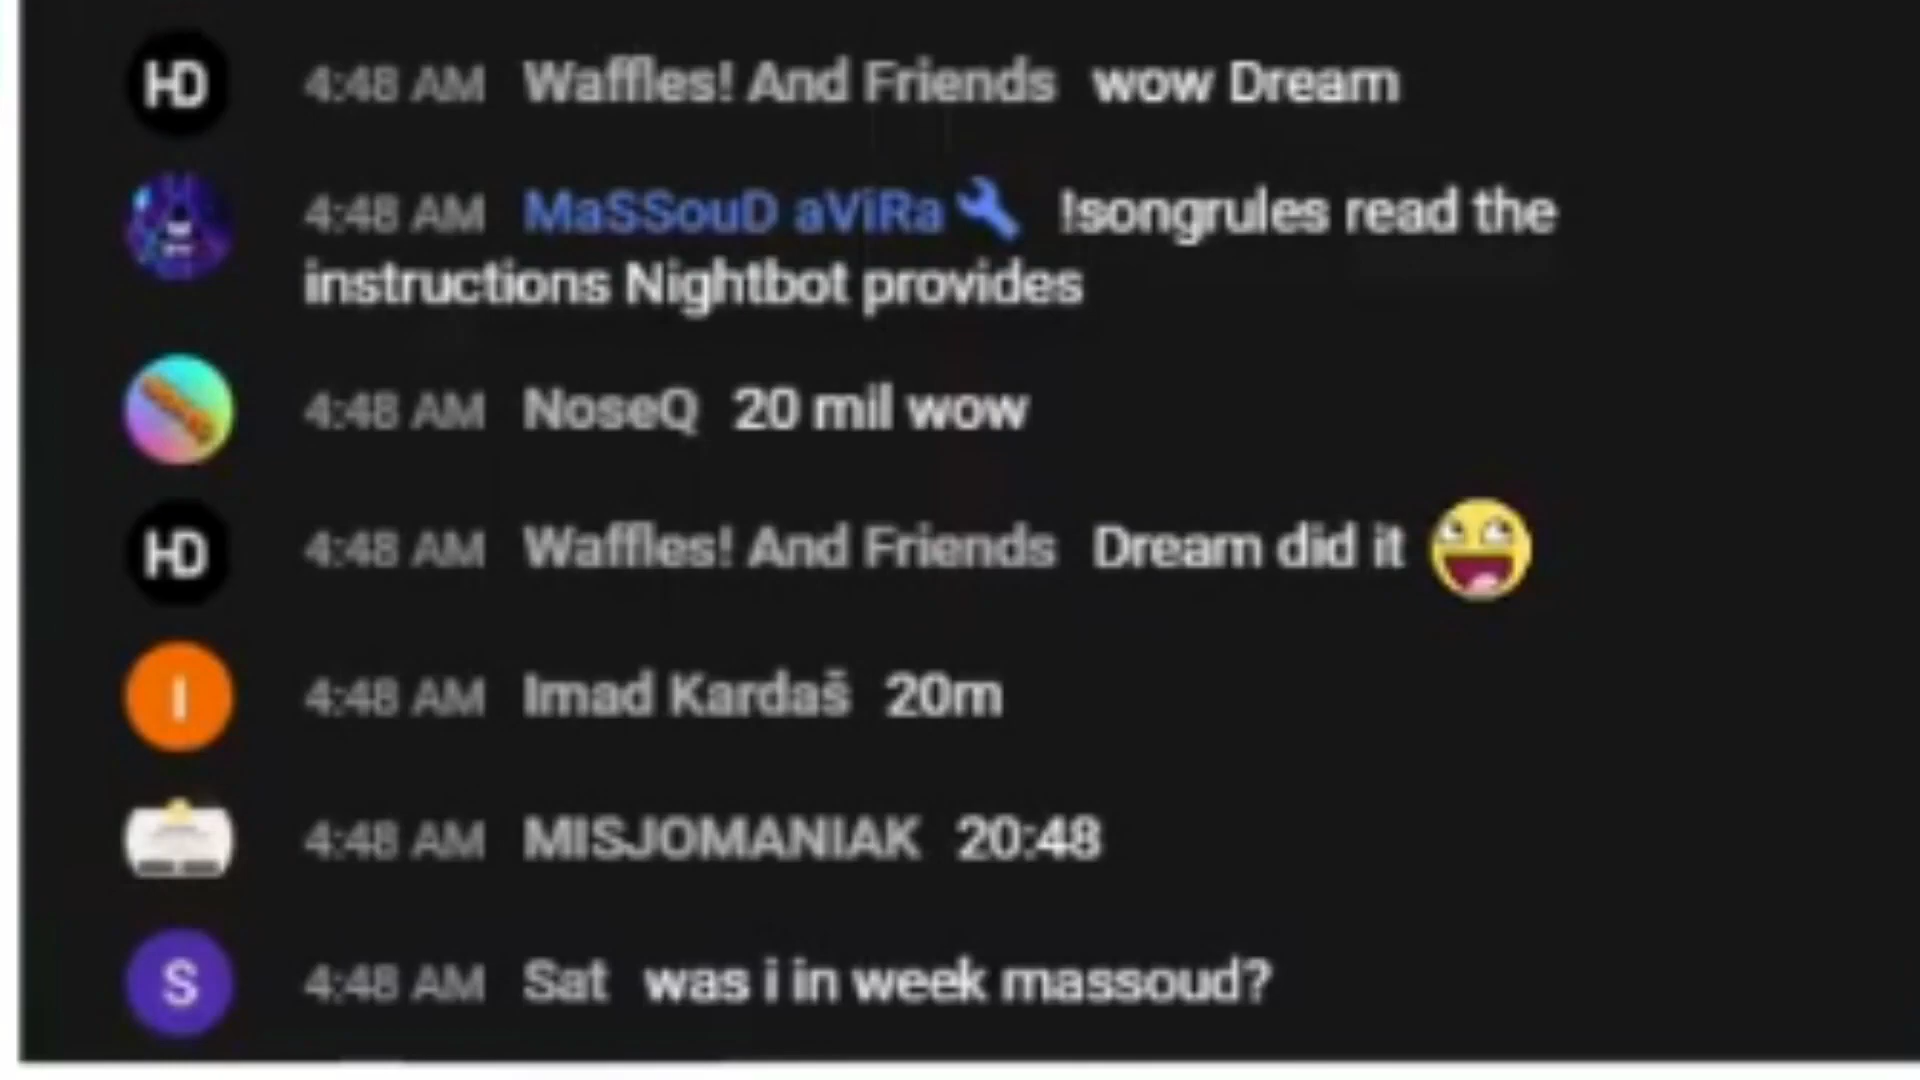 HD 4:48 AM Waffles! And Friends wow Dream
4:48 AM MaSSouD aViRa !songrules read the
instructions Nightbot provides
4:48 AM NoseQ 20 mil wow
HD 4:48 AM Waffles! And Friends Dream did it
I 4:48 AM Imad Kardaš 20m
4:48 AM MISJOMANIAK 20:48
S 4:48 AM Sat was i in week massoud?